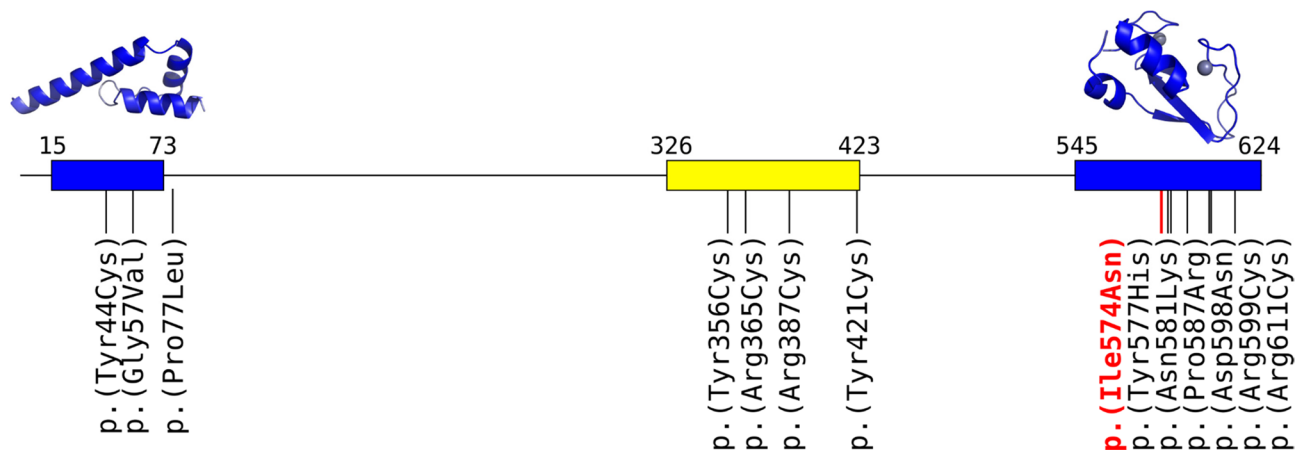 15
73
326
423
545
624
p.(Tyr44Cys)
p.(Gly57Val)
p.(Pro77Leu)
p.(Tyr356Cys)
p.(Arg365Cys)
p.(Arg387Cys)
p.(Tyr421Cys)
p.(Ile574Asn)
p.(Tyr577His)
p.(Asn581Lys)
p.(Pro587Arg)
p.(Asp598Asn)
p.(Arg599Cys)
p.(Arg611Cys)